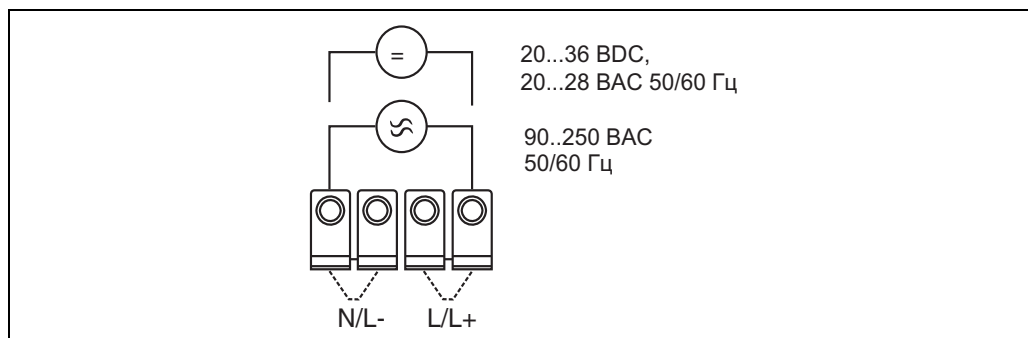 =
20...36 BDC,
20...28 BAC 50/60 Гц
≈
90..250 BAC
50/60 Гц
N/L- L/L+